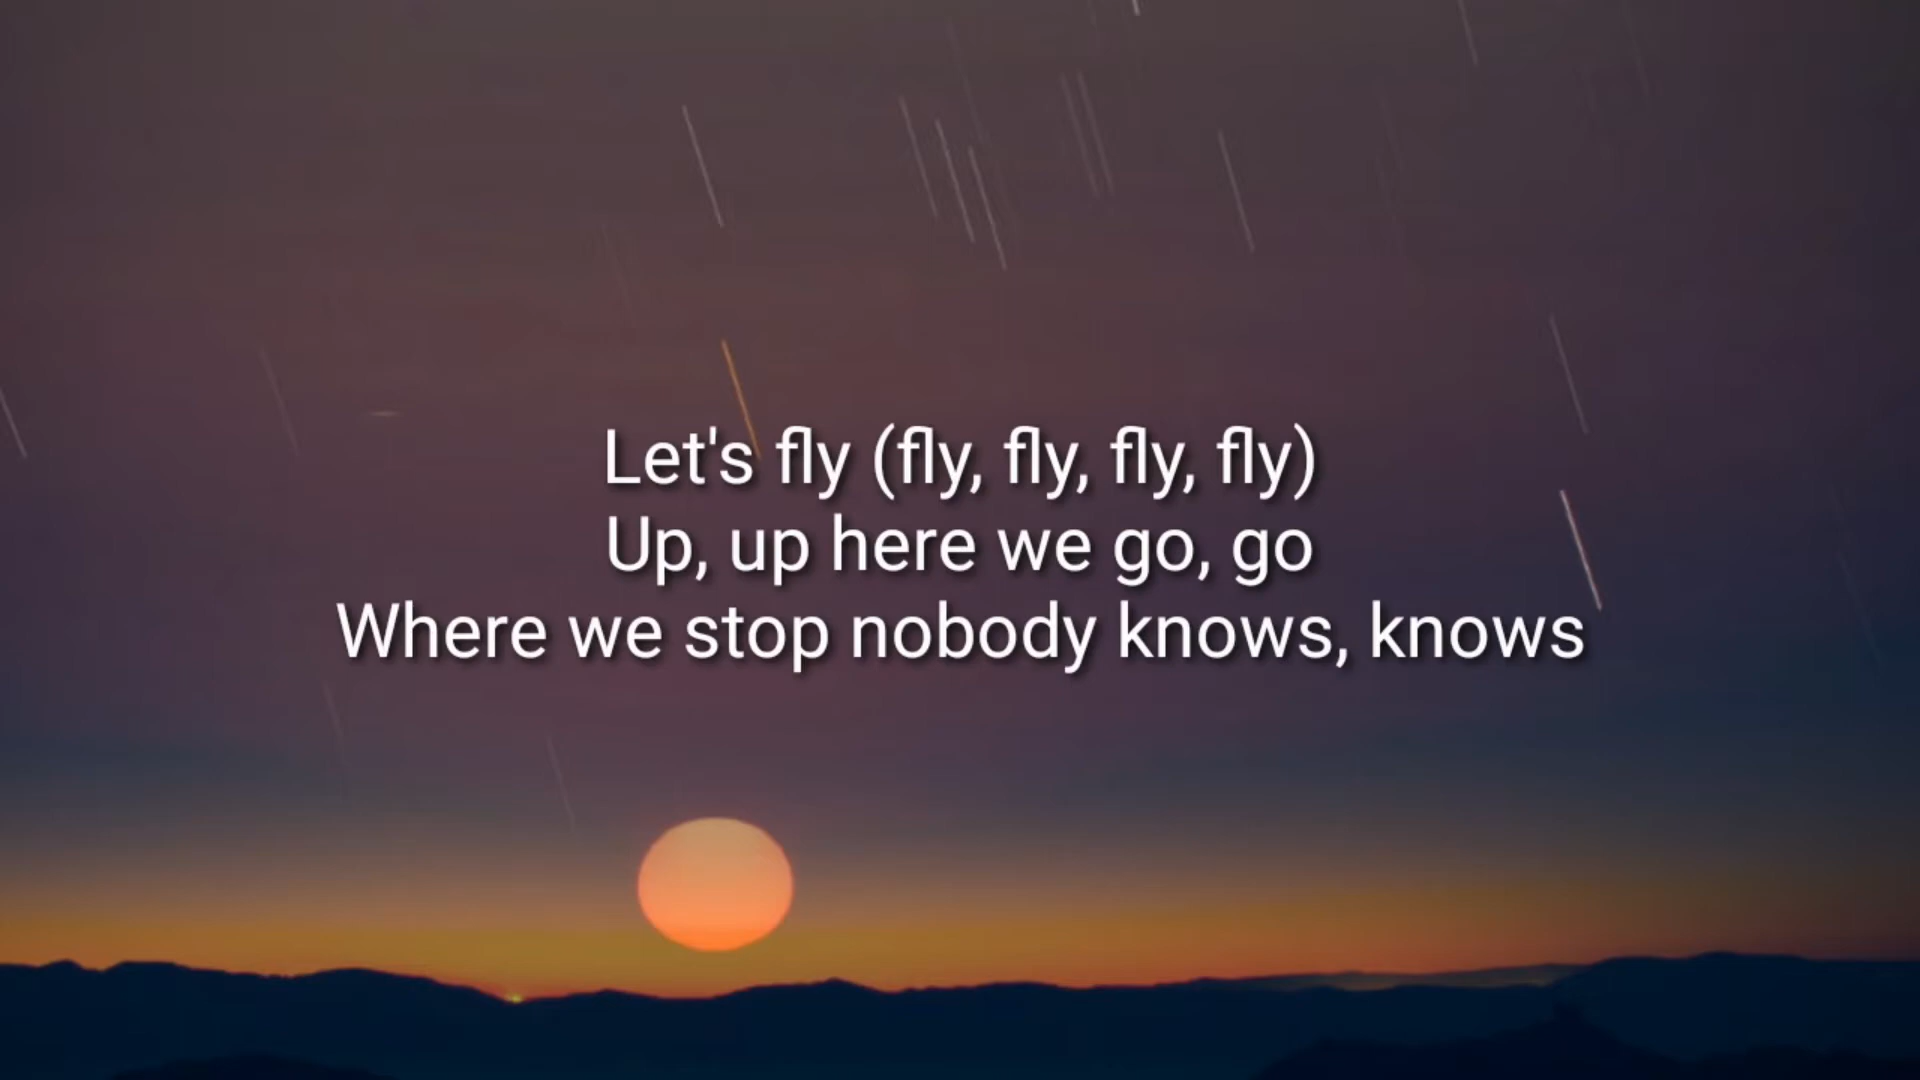 Let's fly (fly, fly, fly, fly)
Up, up here we go, go
Where we stop nobody knows, knows